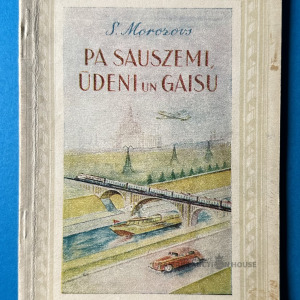 S. Morozovs
PA SAUSZEMI,
ŪDENI UN GAISU